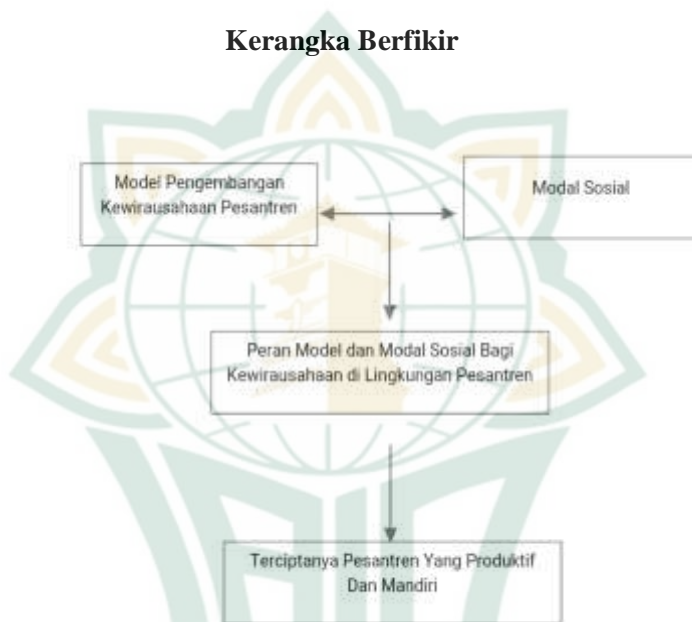 Kerangka Berfikir
Model Pengembangan
Kewirausahaan Pesantren
Modal Sosial
Peran Model dan Modal Sosial Bagi
Kewirausahaan di Lingkungan Pesantren
Terciptanya Pesantren Yang Produktif
Dan Mandiri